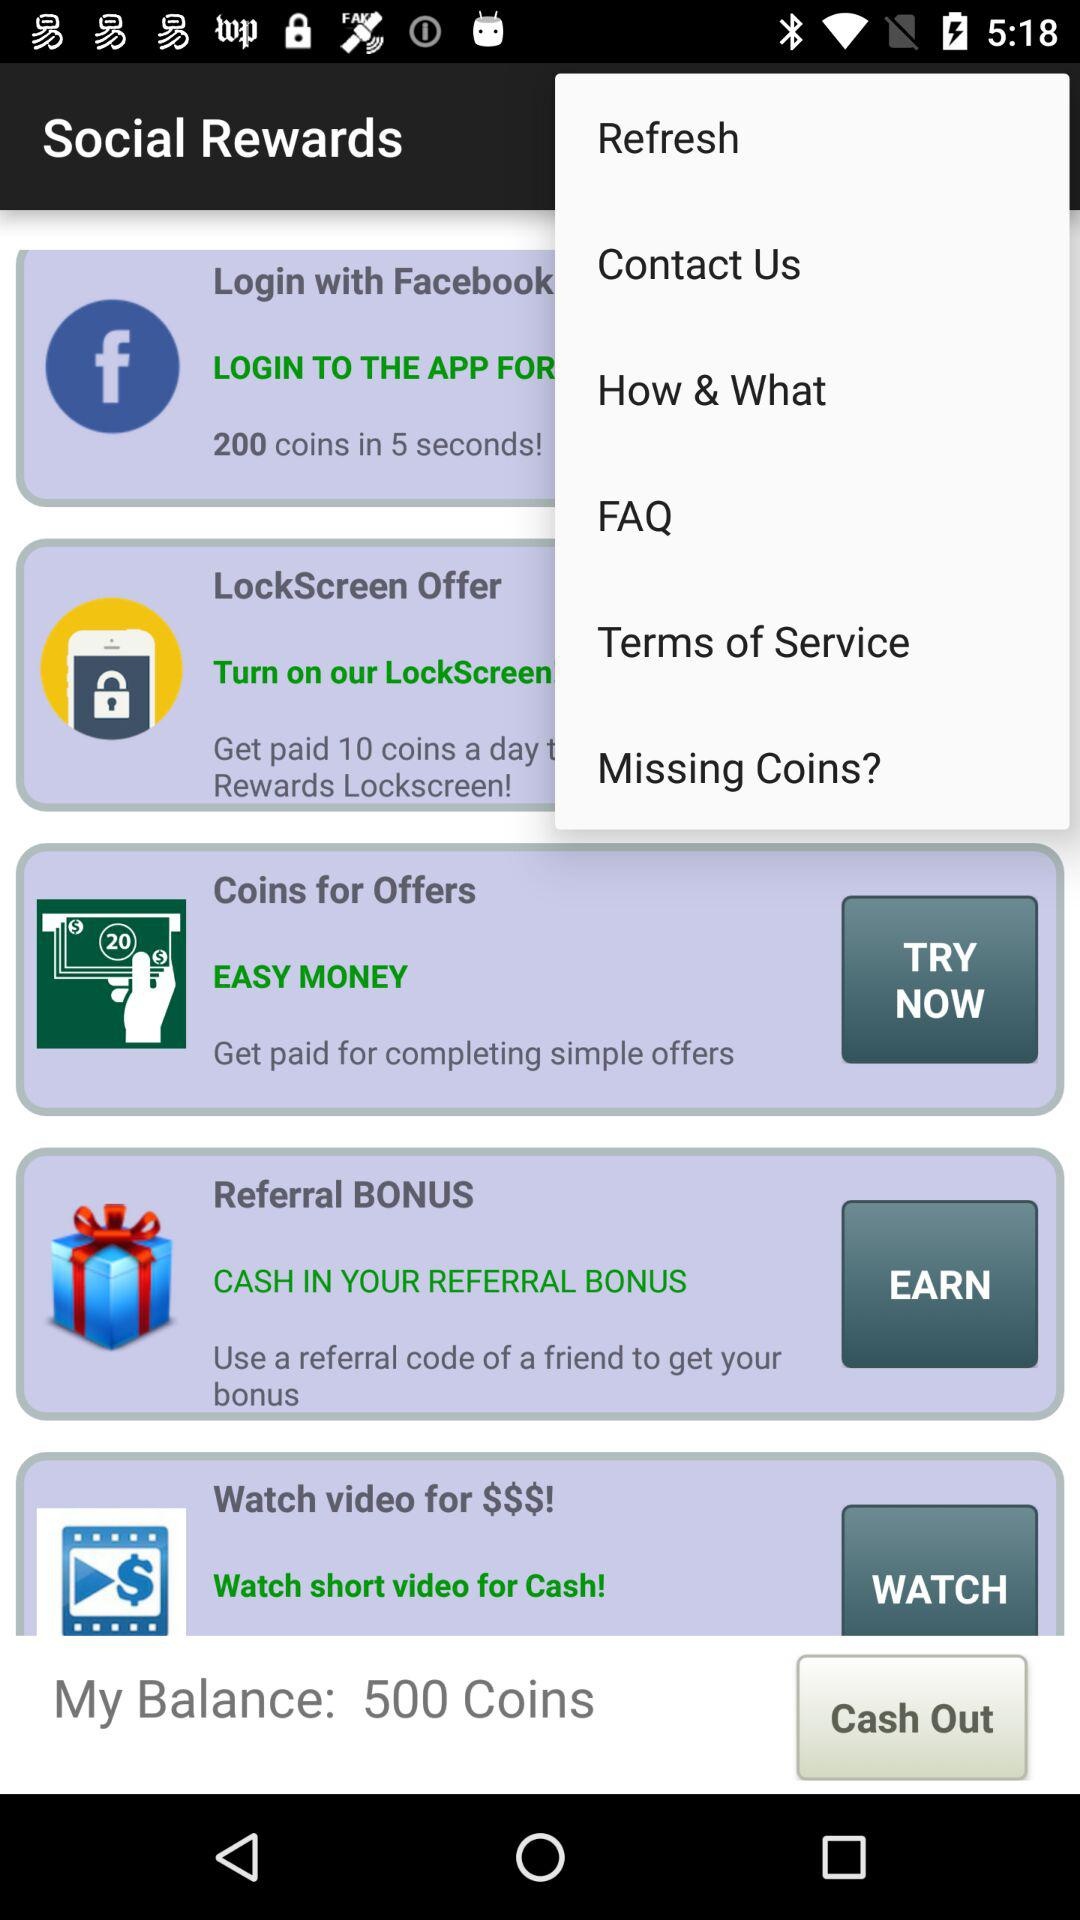 5:18
Social Rewards
Refresh
Contact Us
How & What
FAQ
Terms of Service
Missing Coins?
Login with Facebook
LOGIN TO THE APP FOR
200 coins in 5 seconds!
LockScreen Offer
Turn on our LockScreen!
Get paid 10 coins a day t
Rewards Lockscreen!
Coins for Offers
EASY MONEY
Get paid for completing simple offers
20
TRY
NOW
Referral BONUS
CASH IN YOUR REFERRAL BONUS
Use a referral code of a friend to get your
bonus
EARN
Watch video for $$$!
Watch short video for Cash!
WATCH
My Balance: 500 Coins
Cash Out